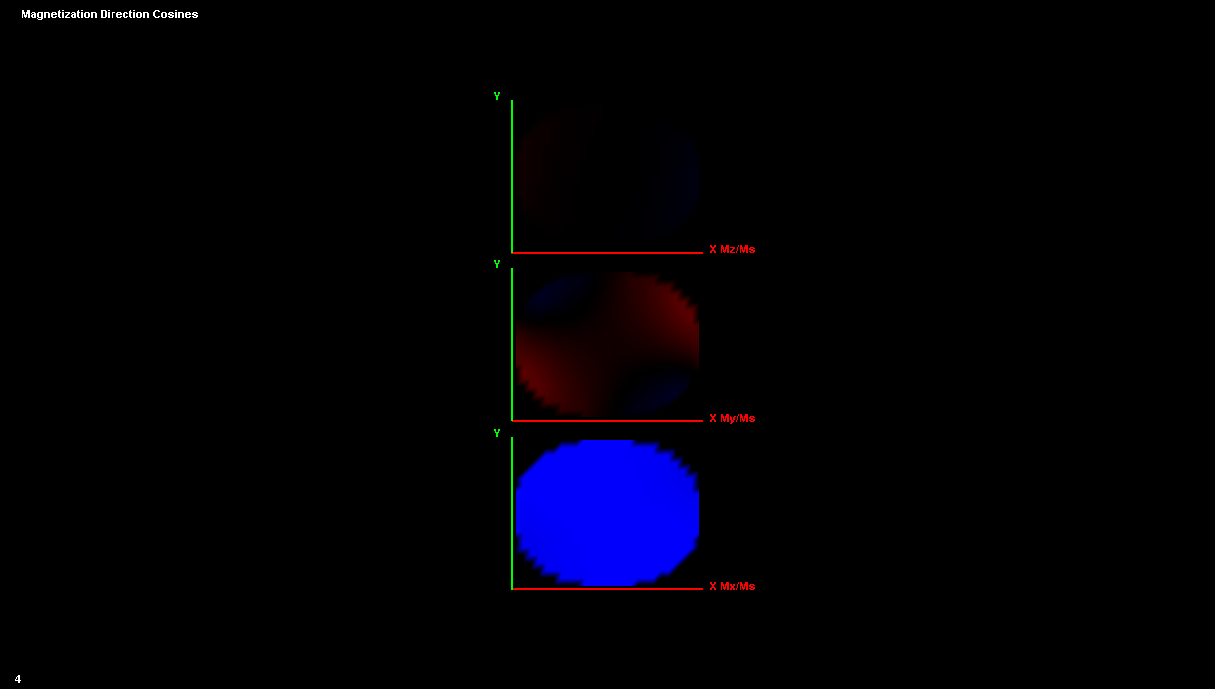 Magnetization Direction Cosines
Y
X Mz/Ms
Y
X My/Ms
Y
X Mx/Ms
4